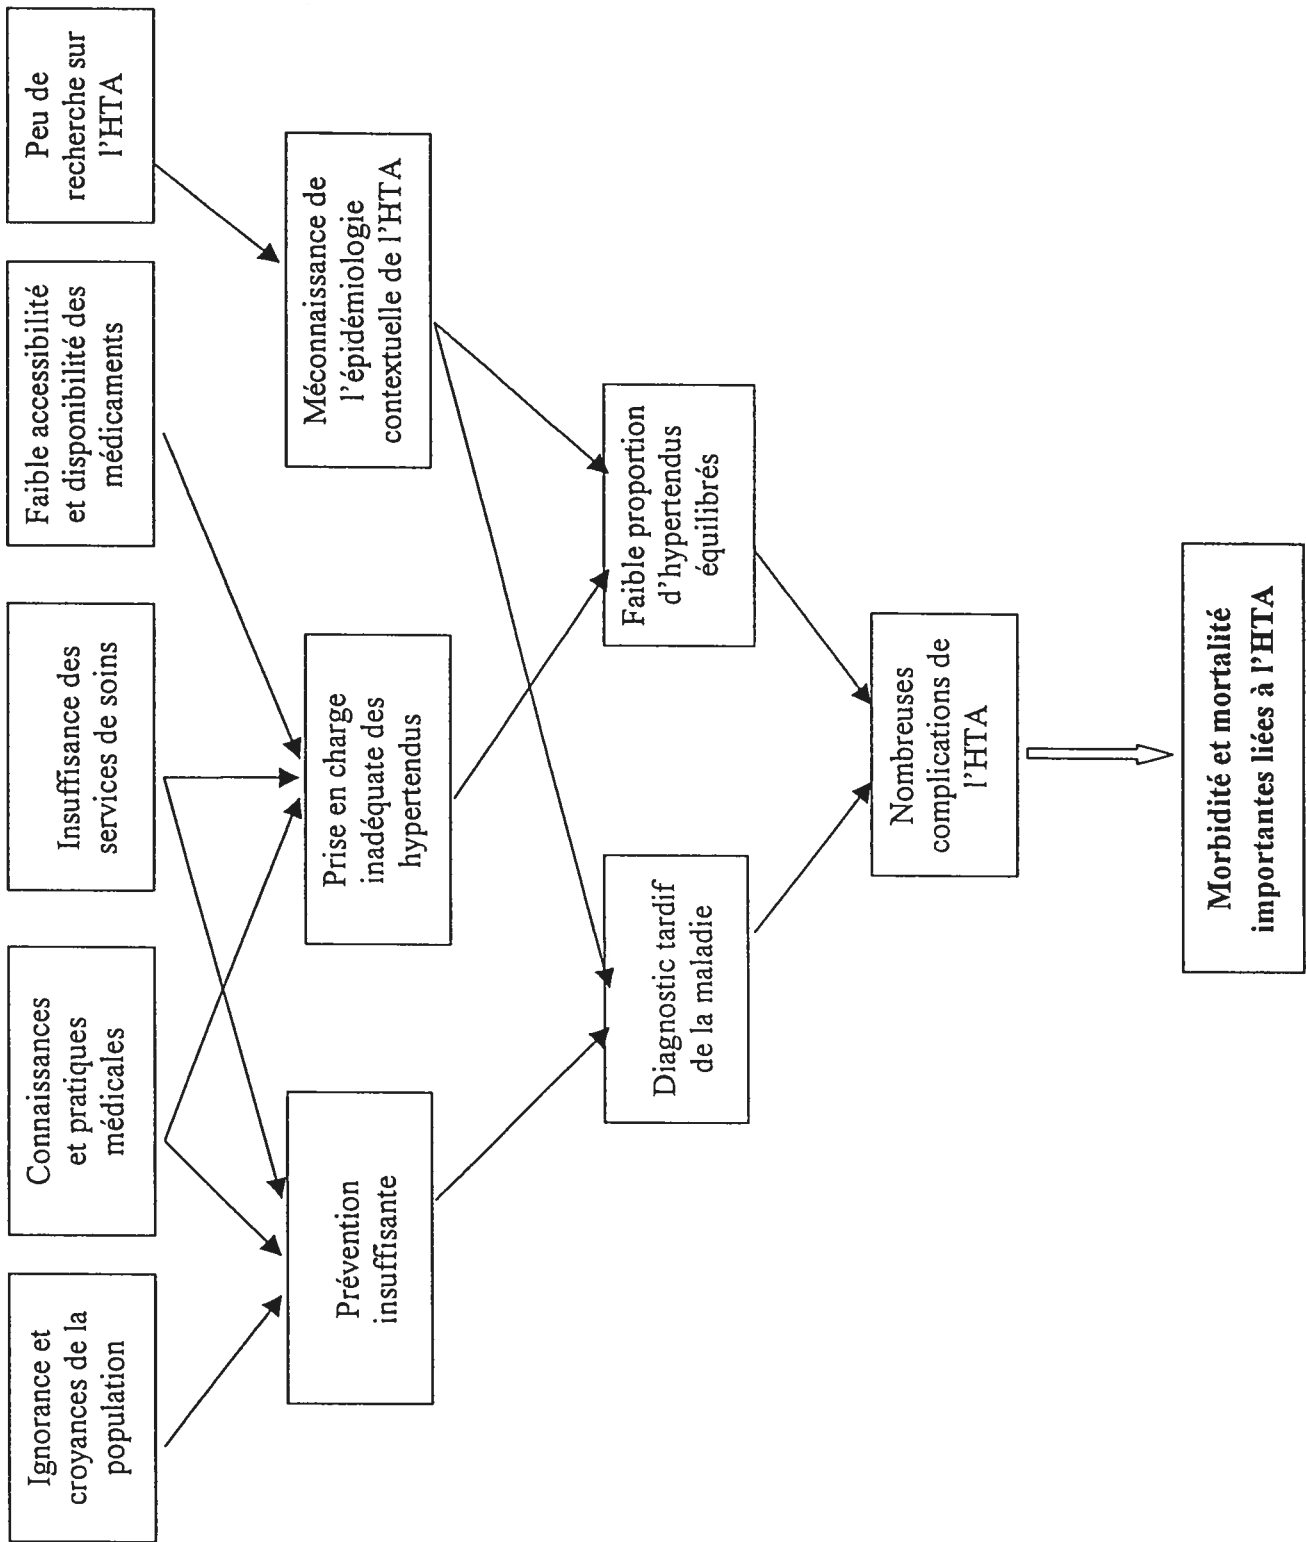 Ignorance et
croyances de la
population
Connaissances
et pratiques
médicales
Insuffisance des
services de soins
Faible accessibilité
et disponibilité des
médicaments
Peu de
recherche sur
l'HTA
Prévention
insuffisante
Prise en charge
inadéquate des
hypertendus
Méconnaissance de
l'épidémiologie
contextuelle de l'HTA
Diagnostic tardif
de la maladie
Faible proportion
d'hypertendus
équilibrés
Nombreuses
complications de
l'HTA
Morbidité et mortalité
importantes liées à l'HTA